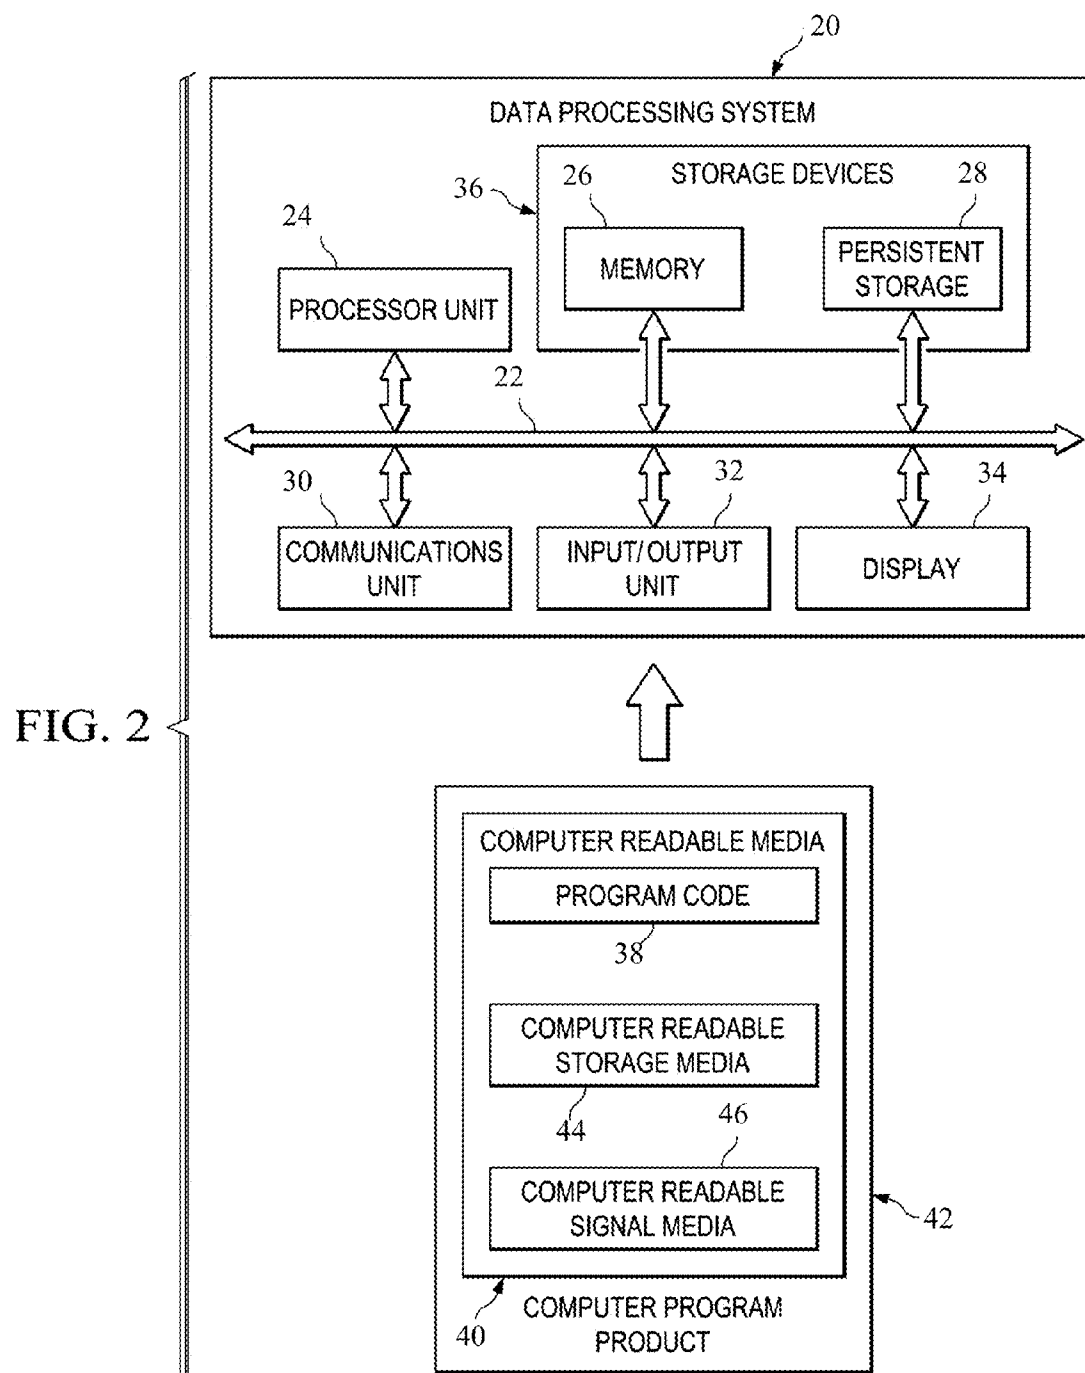 20
DATA PROCESSING SYSTEM
STORAGE DEVICES
36
26
28
24
MEMORY
PERSISTENT
STORAGE
PROCESSOR UNIT
22
30
32
34
COMMUNICATIONS
UNIT
INPUT/OUTPUT
UNIT
DISPLAY
FIG. 2
COMPUTER READABLE MEDIA
PROGRAM CODE
38
COMPUTER READABLE
STORAGE MEDIA
44
46
COMPUTER READABLE
SIGNAL MEDIA
42
40
COMPUTER PROGRAM
PRODUCT